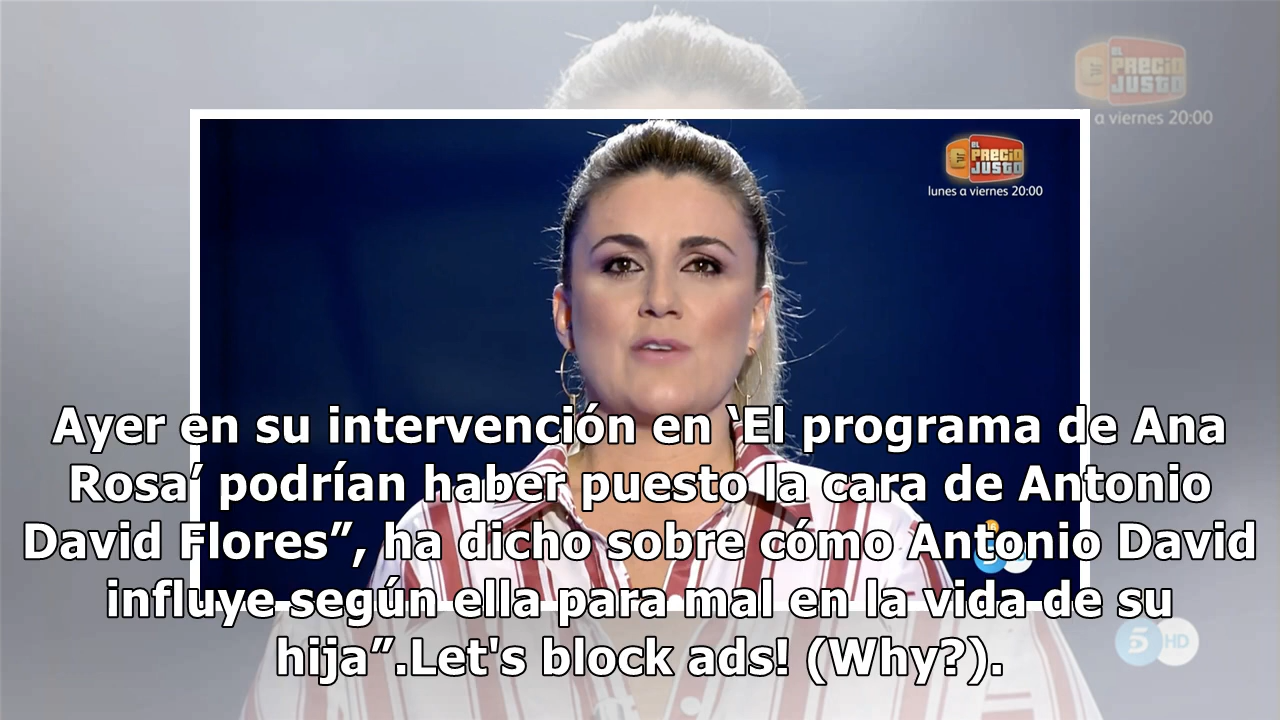 EL
PRECIO
JUSTO
a viernes 20:00
EL
PRECIO
JUSTO
lunes a viernes 20:00
Ayer en su intervención en ‘El programa de Ana
Rosa’ podrían haber puesto la cara de Antonio
David Flores”, ha dicho sobre cómo Antonio David
influye según ella para mal en la vida de su
hija”.Let's block ads! (Why?).
5 HD